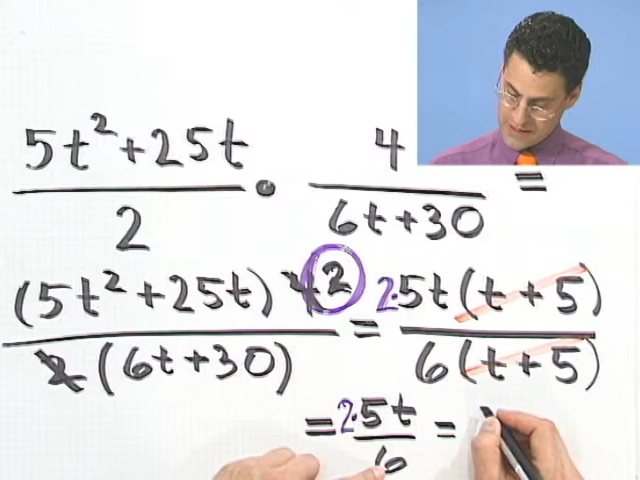 5t²+25t/2 · 4/6t+30 =
(5t²+25t) 4 2/2(6t+30) = 2·5t(t+5)/6(t+5)
= 2·5t/6 =